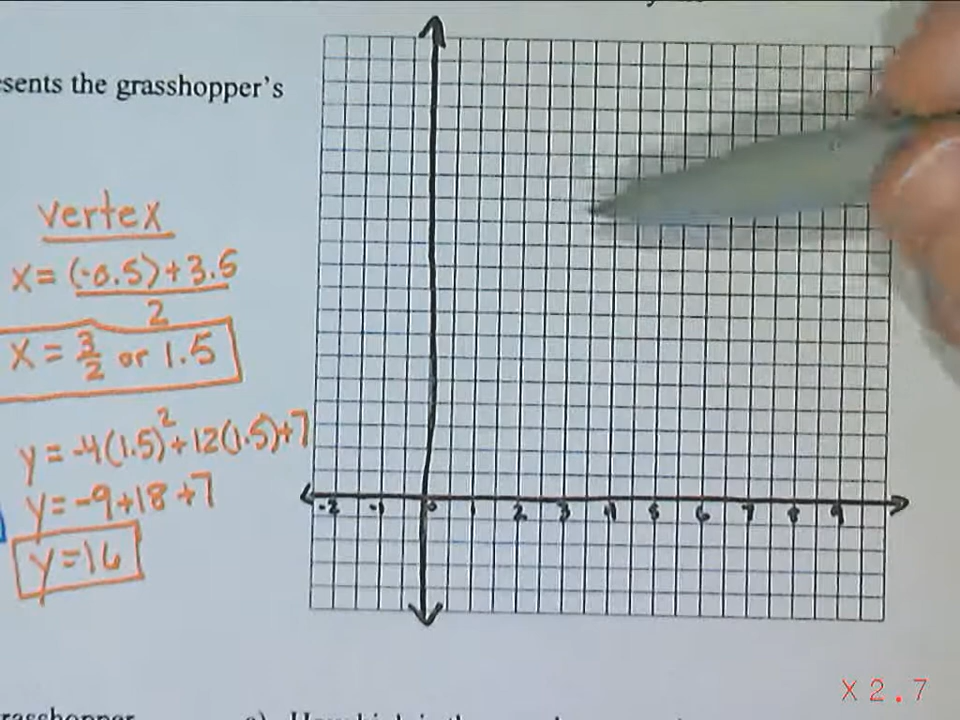 esents the grasshopper's
vertex
x = (-0.5)+3.5
2
x = 3/2 or 1.5
y = -4(1.5)²+12(1.5)+7
y = -9+18+7
y = 16
-2 -1 0 1 2 3 4 5 6 7 8 9
X2.7